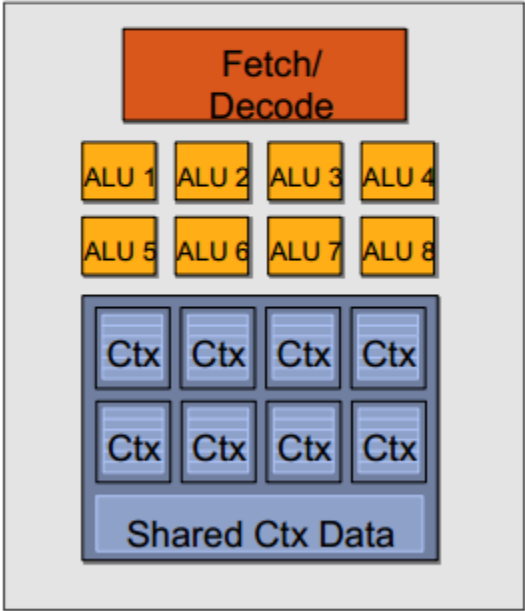 Fetch/
Decode
ALU 1 ALU 2 ALU 3 ALU 4
ALU 5 ALU 6 ALU 7 ALU 8
Ctx Ctx Ctx Ctx
Ctx Ctx Ctx Ctx
Shared Ctx Data